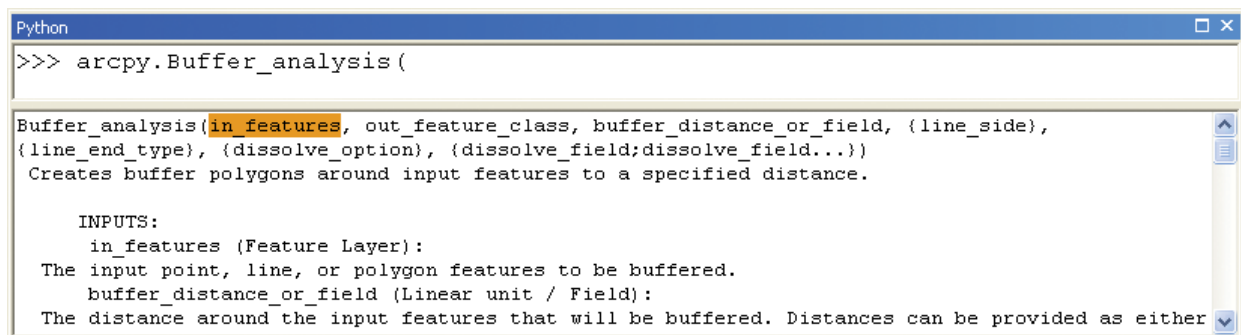 Python
>>> arcpy.Buffer_analysis(
Buffer_analysis(in_features, out_feature_class, buffer_distance_or_field, {line_side},
{line_end_type}, {dissolve_option}, {dissolve_field;dissolve_field...})
Creates buffer polygons around input features to a specified distance.
INPUTS:
in_features (Feature Layer):
The input point, line, or polygon features to be buffered.
buffer_distance_or_field (Linear unit / Field):
The distance around the input features that will be buffered. Distances can be provided as either